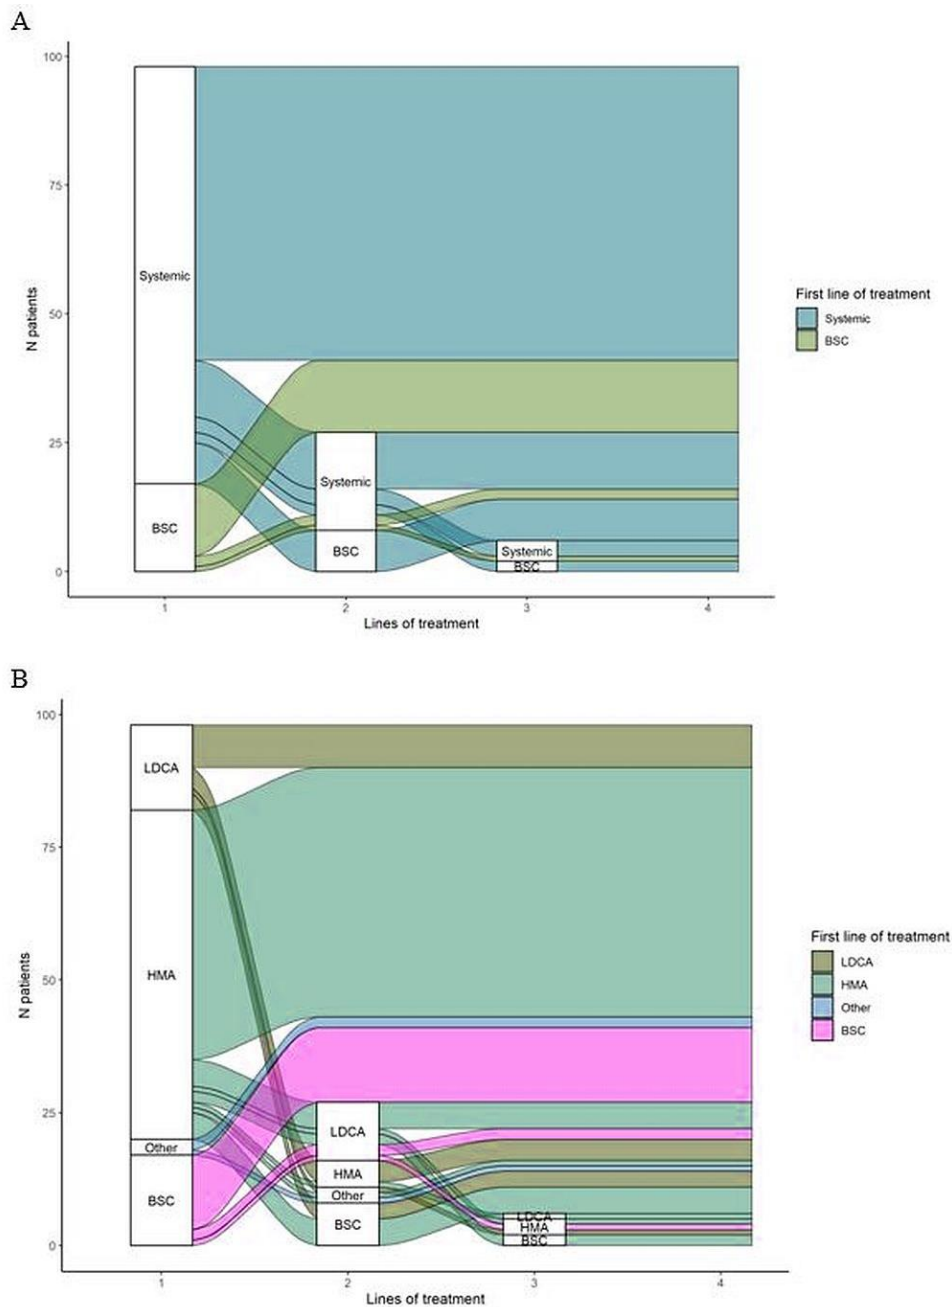 A
100
75
50
25
0
N patients
Systemic
BSC
Systemic
BSC
Systemic
BSC
1 2 3 4
Lines of treatment
First line of treatment
Systemic
BSC
B
100
75
50
25
0
N patients
LDCA
HMA
Other
BSC
LDCA
HMA
Other
BSC
LDCA
HMA
BSC
1 2 3 4
Lines of treatment
First line of treatment
LDCA
HMA
Other
BSC